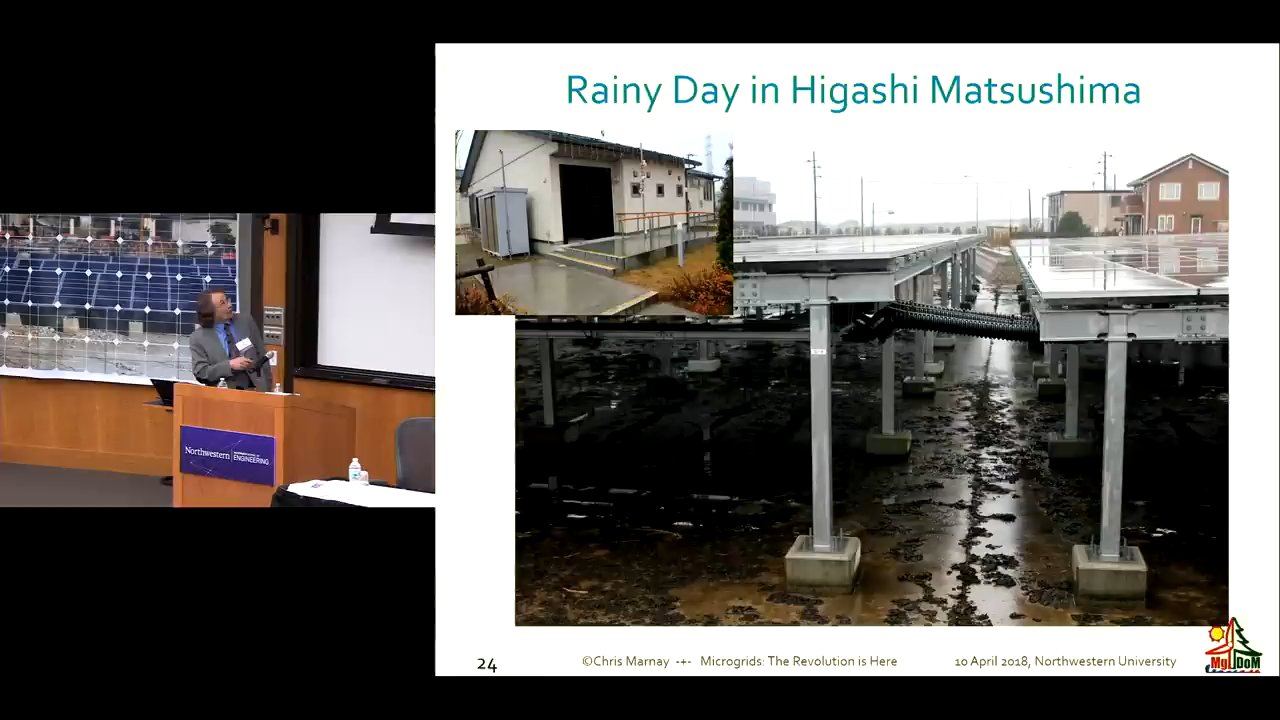 Rainy Day in Higashi Matsushima
Northwestern
ENGINEERING
24
©Chris Marnay -+- Microgrids: The Revolution is Here
10 April 2018, Northwestern University
MgDoM